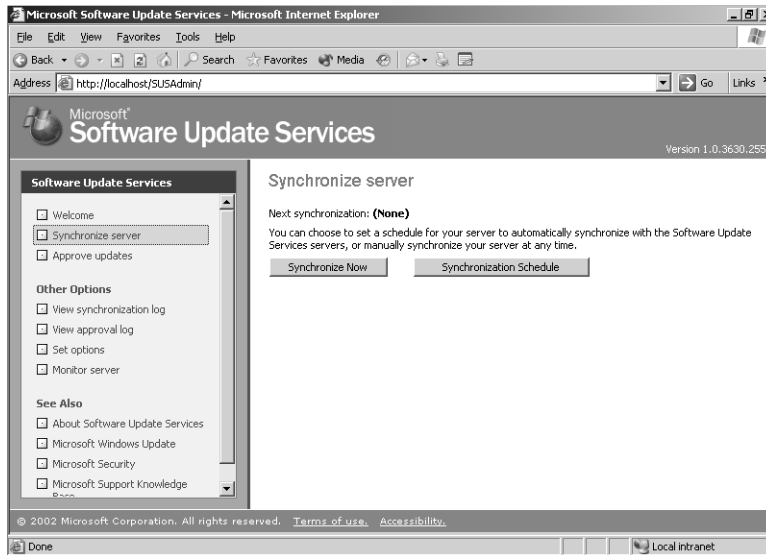 Microsoft Software Update Services - Microsoft Internet Explorer
File Edit View Favorites Tools Help
Back Search Favorites Media
Address http://localhost/SUSAdmin/ Go Links
Microsoft
Software Update Services
Version 1.0.3630.255
Software Update Services
Welcome
Synchronize server
Approve updates
Other Options
View synchronization log
View approval log
Set options
Monitor server
See Also
About Software Update Services
Microsoft Windows Update
Microsoft Security
Microsoft Support Knowledge
Base
Synchronize server
Next synchronization: (None)
You can choose to set a schedule for your server to automatically synchronize with the Software Update
Services servers, or manually synchronize your server at any time.
Synchronize Now Synchronization Schedule
© 2002 Microsoft Corporation. All rights reserved. Terms of use. Accessibility.
Done Local intranet